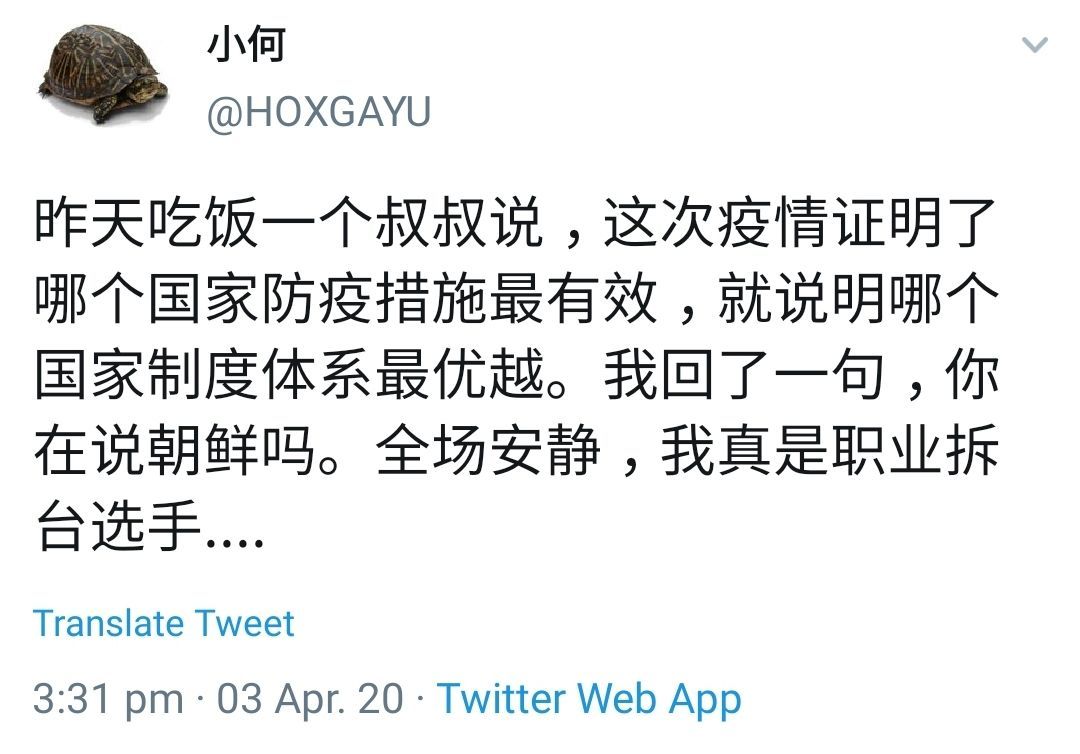 小何
@HOXGAYU
昨天吃饭一个叔叔说，这次疫情证明了
哪个国家防疫措施最有效，就说明哪个
国家制度体系最优越。我回了一句，你
在说朝鲜吗。全场安静，我真是职业拆
台选手....
Translate Tweet
3:31 pm · 03 Apr. 20 · Twitter Web App